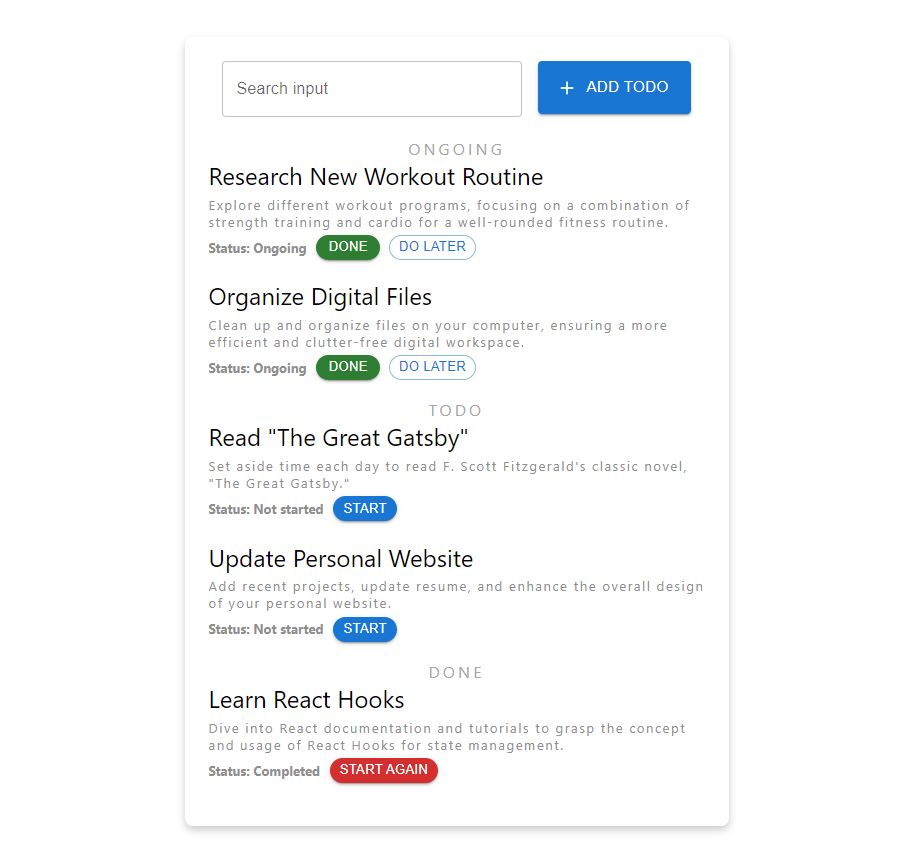 Search input
+ ADD TODO
ONGOING
Research New Workout Routine
Explore different workout programs, focusing on a combination of
strength training and cardio for a well-rounded fitness routine.
Status: Ongoing DONE DO LATER
Organize Digital Files
Clean up and organize files on your computer, ensuring a more
efficient and clutter-free digital workspace.
Status: Ongoing DONE DO LATER
TODO
Read "The Great Gatsby"
Set aside time each day to read F. Scott Fitzgerald's classic novel,
"The Great Gatsby."
Status: Not started START
Update Personal Website
Add recent projects, update resume, and enhance the overall design
of your personal website.
Status: Not started START
DONE
Learn React Hooks
Dive into React documentation and tutorials to grasp the concept
and usage of React Hooks for state management.
Status: Completed START AGAIN